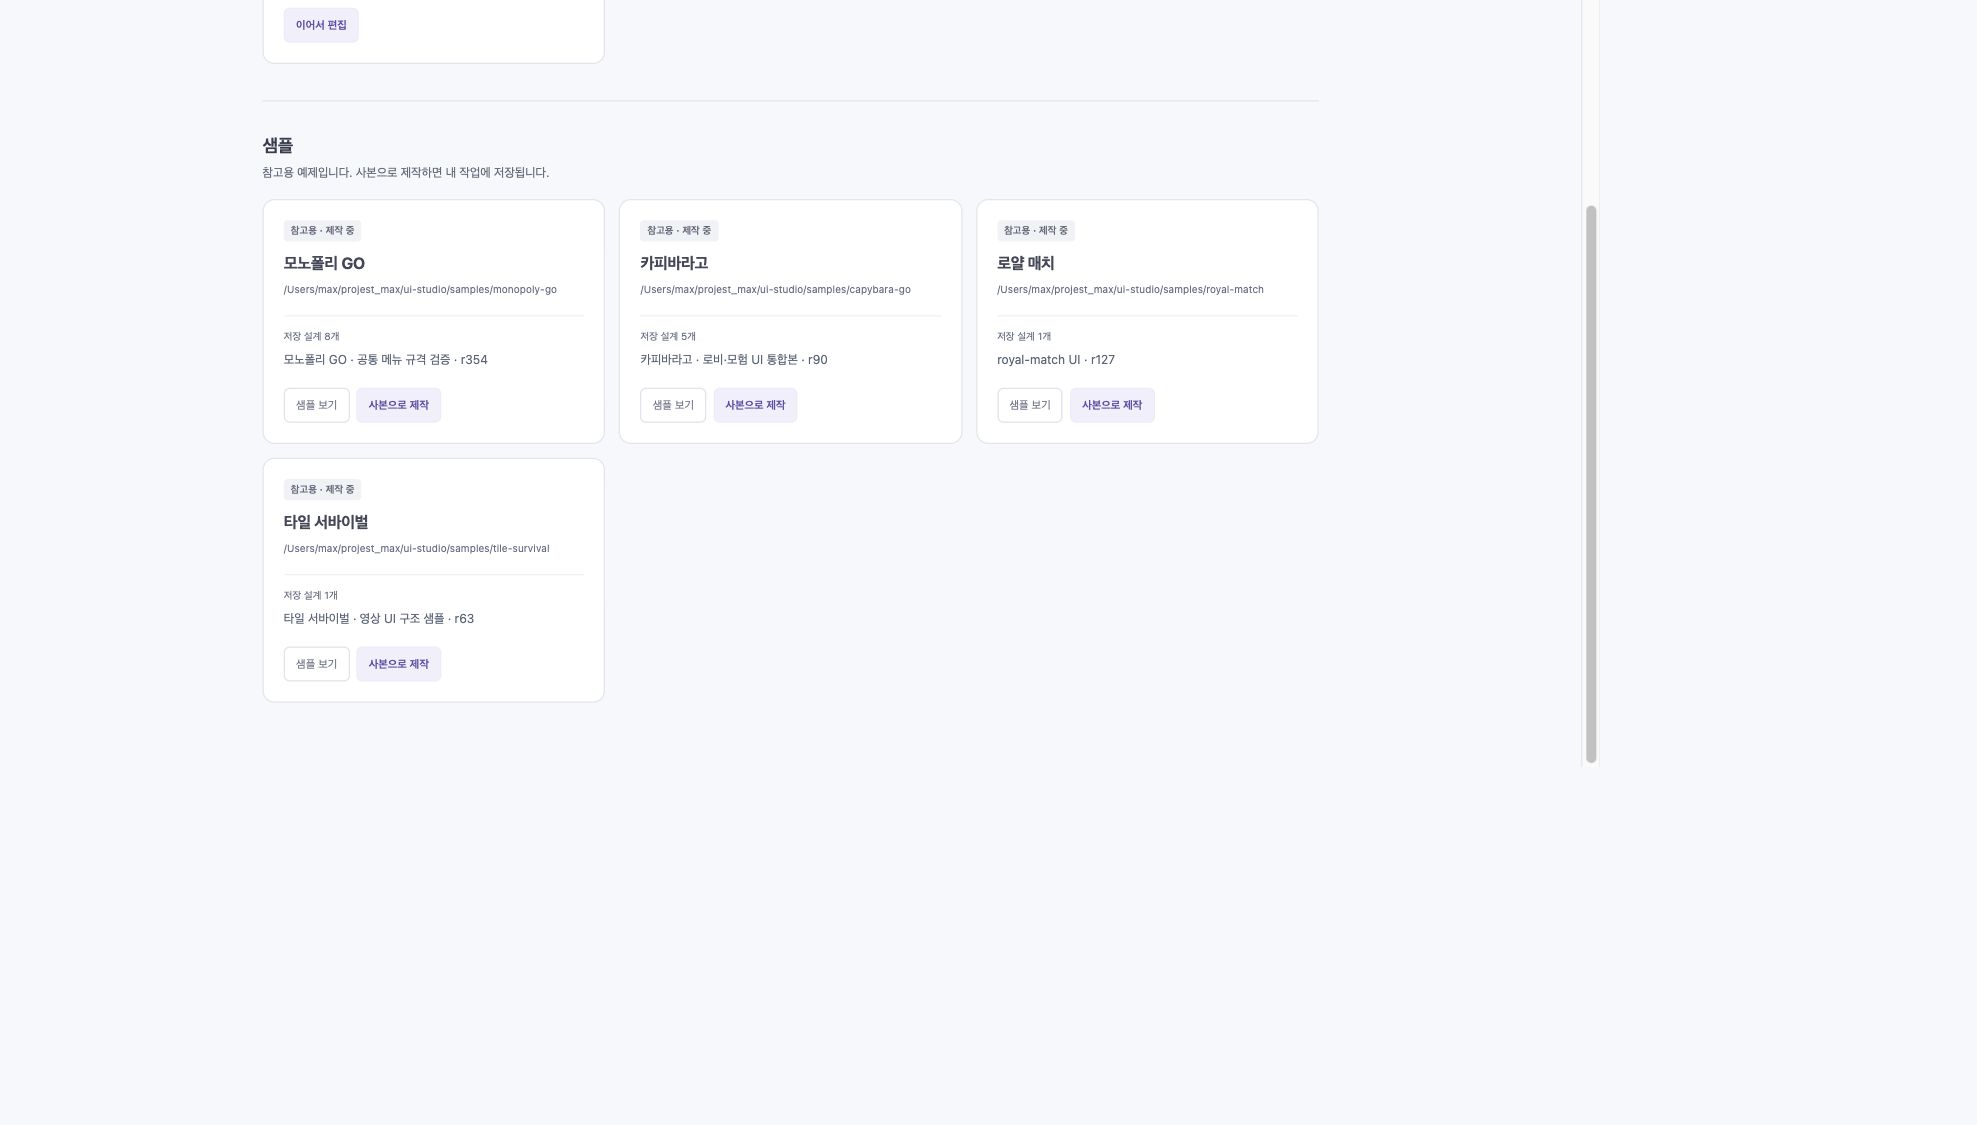 이어서 편집
샘플
참고용 예제입니다. 사본으로 제작하면 내 작업에 저장됩니다.
참고용 · 제작 중
모노폴리 GO
/Users/max/projest_max/ui-studio/samples/monopoly-go
저장 설계 8개
모노폴리 GO · 공통 메뉴 규격 검증 · r354
샘플 보기
사본으로 제작
참고용 · 제작 중
카피바라고
/Users/max/projest_max/ui-studio/samples/capybara-go
저장 설계 5개
카피바라고 · 로비·모험 UI 통합본 · r90
샘플 보기
사본으로 제작
참고용 · 제작 중
로얄 매치
/Users/max/projest_max/ui-studio/samples/royal-match
저장 설계 1개
royal-match UI · r127
샘플 보기
사본으로 제작
참고용 · 제작 중
타일 서바이벌
/Users/max/projest_max/ui-studio/samples/tile-survival
저장 설계 1개
타일 서바이벌 · 영상 UI 구조 샘플 · r63
샘플 보기
사본으로 제작